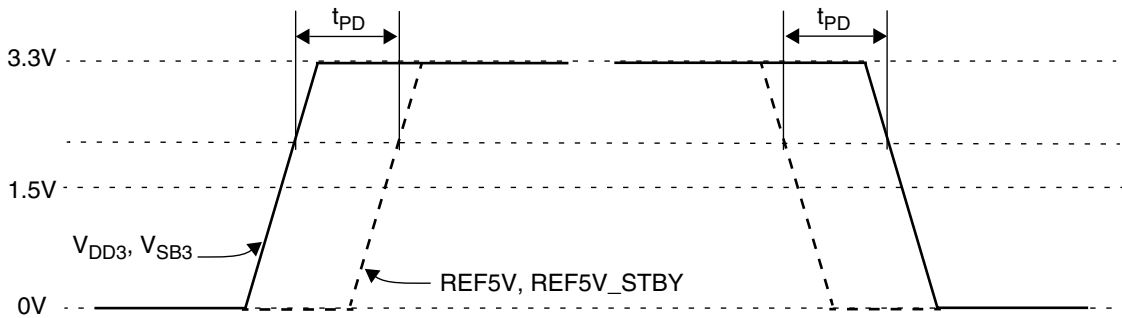 tPD
tPD
3.3V
1.5V
VDD3, VSB3
REF5V, REF5V_STBY
0V